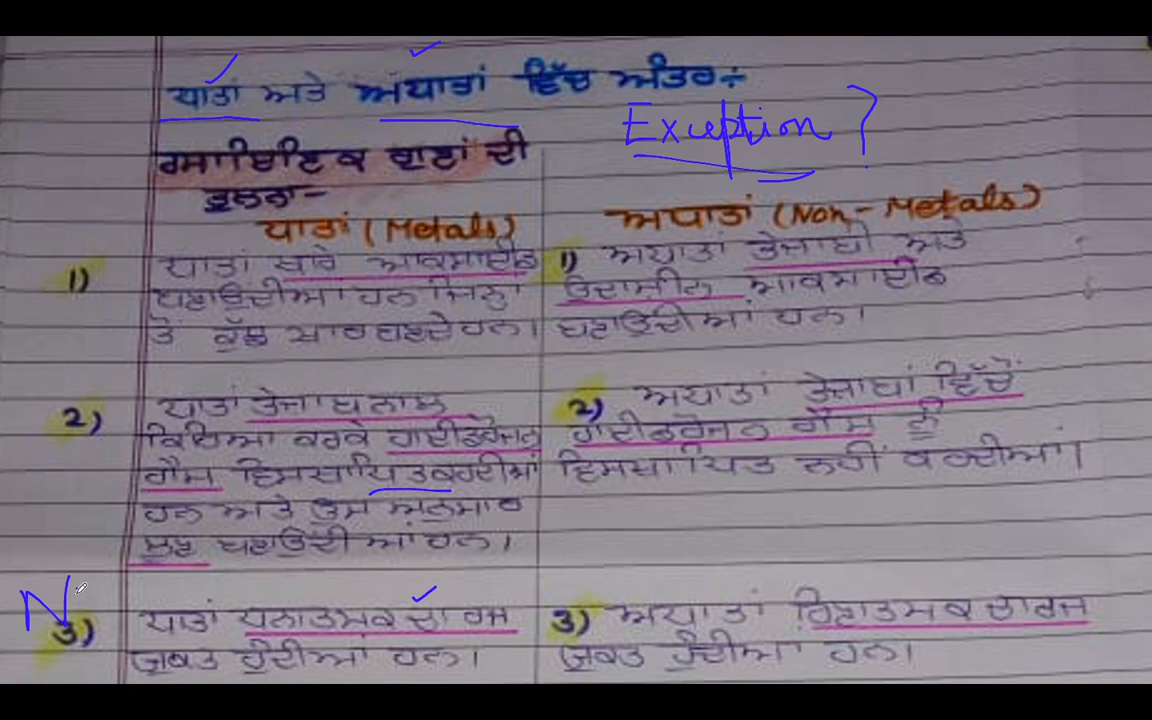 ਧਾਤਾਂ ਅਤੇ ਅਧਾਤਾਂ ਵਿੱਚ ਅੰਤਰ÷
Exception ?
ਰਸਾਇਣਿਕ ਗੁਣਾਂ ਦੀ
ਤੁਲਨਾ-
ਧਾਤਾਂ (Metals)
1) ਧਾਤਾਂ ਖਾਰੇ ਆਕਸਾਈਡ
ਬਣਾਉਂਦੀਆਂ ਹਨ ਜਿਨ੍ਹਾਂ
ਤੋਂ ਕੁੱਝ ਖਾਰ ਬਣਦੇ ਹਨ।
2) ਧਾਤਾਂ ਤੇਜਾਬ ਨਾਲ
ਕਿਰਿਆ ਕਰਕੇ ਹਾਈਡਰੋਜਨ
ਗੈਸ ਵਿਸਥਾਪਿਤ ਕਰਦੀਆਂ
ਹਨ ਅਤੇ ਉਸ ਅਨੁਸਾਰ
ਲੂਣ ਬਣਾਉਂਦੀਆਂ ਹਨ।
N
3) ਧਾਤਾਂ ਧਨਾਤਮਕ ਚਾਰਜ
ਯੁਕਤ ਹੁੰਦੀਆਂ ਹਨ।
ਅਧਾਤਾਂ (Non-Metals)
1) ਅਧਾਤਾਂ ਤੇਜਾਬੀ ਅਤੇ
ਉਦਾਸੀਨ ਆਕਸਾਈਡ
ਬਣਾਉਂਦੀਆਂ ਹਨ।
2) ਅਧਾਤਾਂ ਤੇਜਾਬਾਂ ਵਿੱਚੋਂ
ਹਾਈਡਰੋਜਨ ਗੈਸ ਨੂੰ
ਵਿਸਥਾਪਿਤ ਨਹੀਂ ਕਰਦੀਆਂ।
3) ਅਧਾਤਾਂ ਰਿਣਾਤਮਕ ਚਾਰਜ
ਯੁਕਤ ਹੁੰਦੀਆਂ ਹਨ।